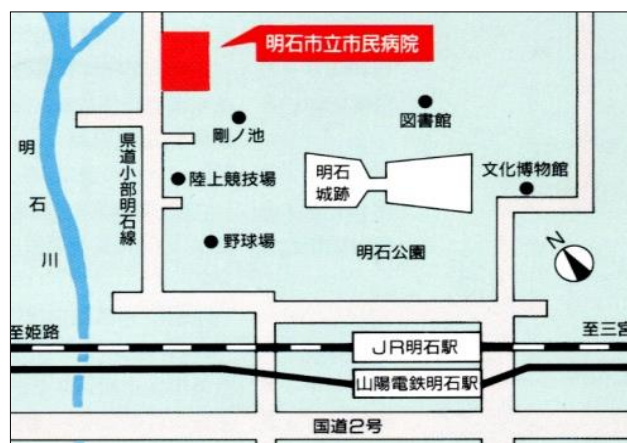 明石市立市民病院
図書館
剛ノ池
県道小部明石線
明石川
陸上競技場
明石
城跡
文化博物館
野球場
明石公園
N
至姫路
JR明石駅
至三宮
山陽電鉄明石駅
国道2号